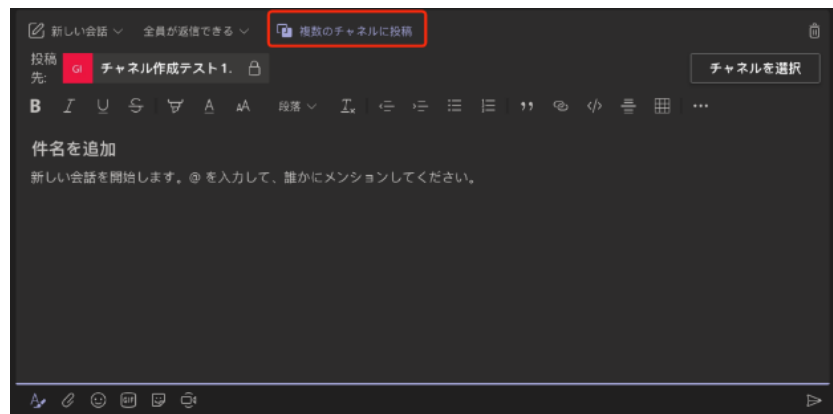 新しい会話 全員が返信できる 複数のチャネルに投稿
投稿先: GI チャネル作成テスト1. チャネルを選択
B I U S A AA 段落 Tx
件名を追加
新しい会話を開始します。@ を入力して、誰かにメンションしてください。
GIF